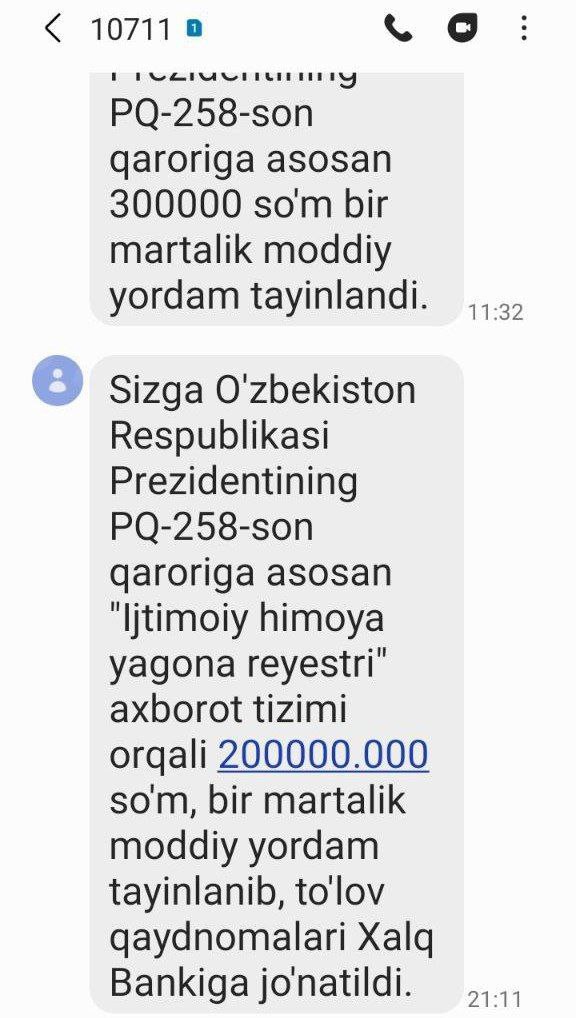 10711 1
Prezidentining
PQ-258-son
qaroriga asosan
300000 so'm bir
martalik moddiy
yordam tayinlandi.
11:32
Sizga O'zbekiston
Respublikasi
Prezidentining
PQ-258-son
qaroriga asosan
"Ijtimoiy himoya
yagona reyestri"
axborot tizimi
orqali 200000.000
so'm, bir martalik
moddiy yordam
tayinlanib, to'lov
qaydnomalari Xalq
Bankiga jo'natildi.
21:11